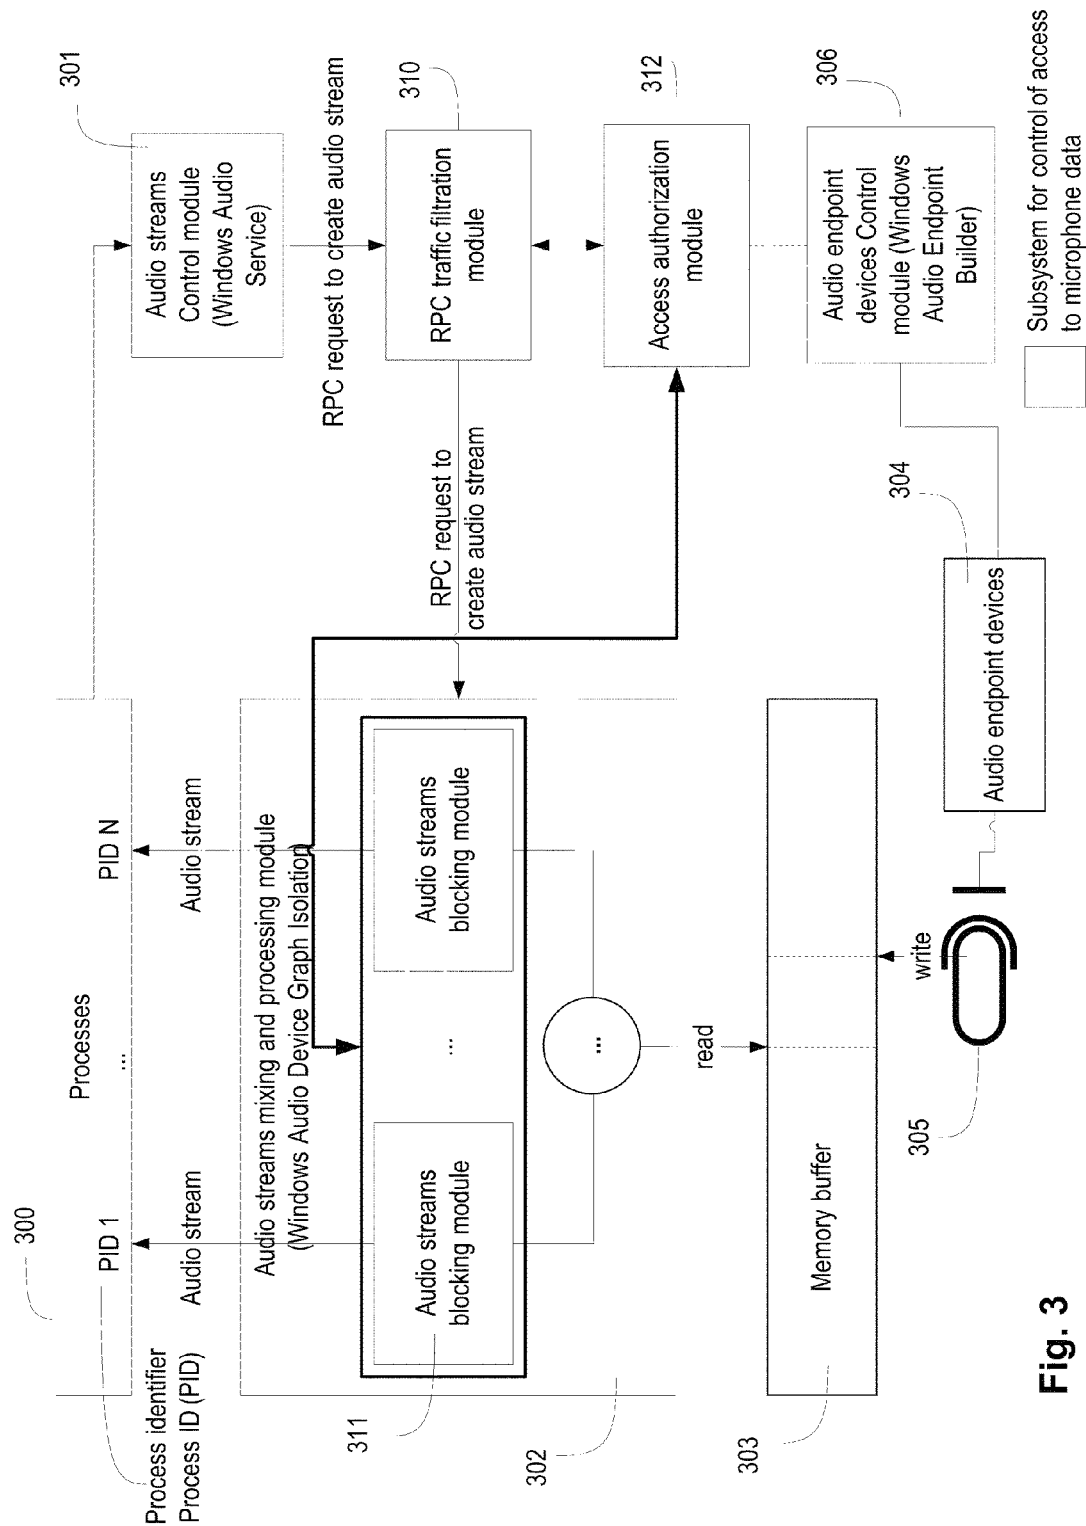 300
Process identifier
Process ID (PID)
PID 1
Processes
...
PID N
Audio stream
Audio stream
301
Audio streams
Control module
(Windows Audio
Service)
RPC request to create audio stream
310
RPC traffic filtration
module
RPC request to
create audio stream
Audio streams mixing and processing module
(Windows Audio Device Graph Isolation)
311
Audio streams
blocking module
...
Audio streams
blocking module
...
302
312
Access authorization
module
read
303
Memory buffer
write
305
304
Audio endpoint devices
306
Audio endpoint
devices Control
module (Windows
Audio Endpoint
Builder)
Subsystem for control of access
to microphone data
Fig. 3